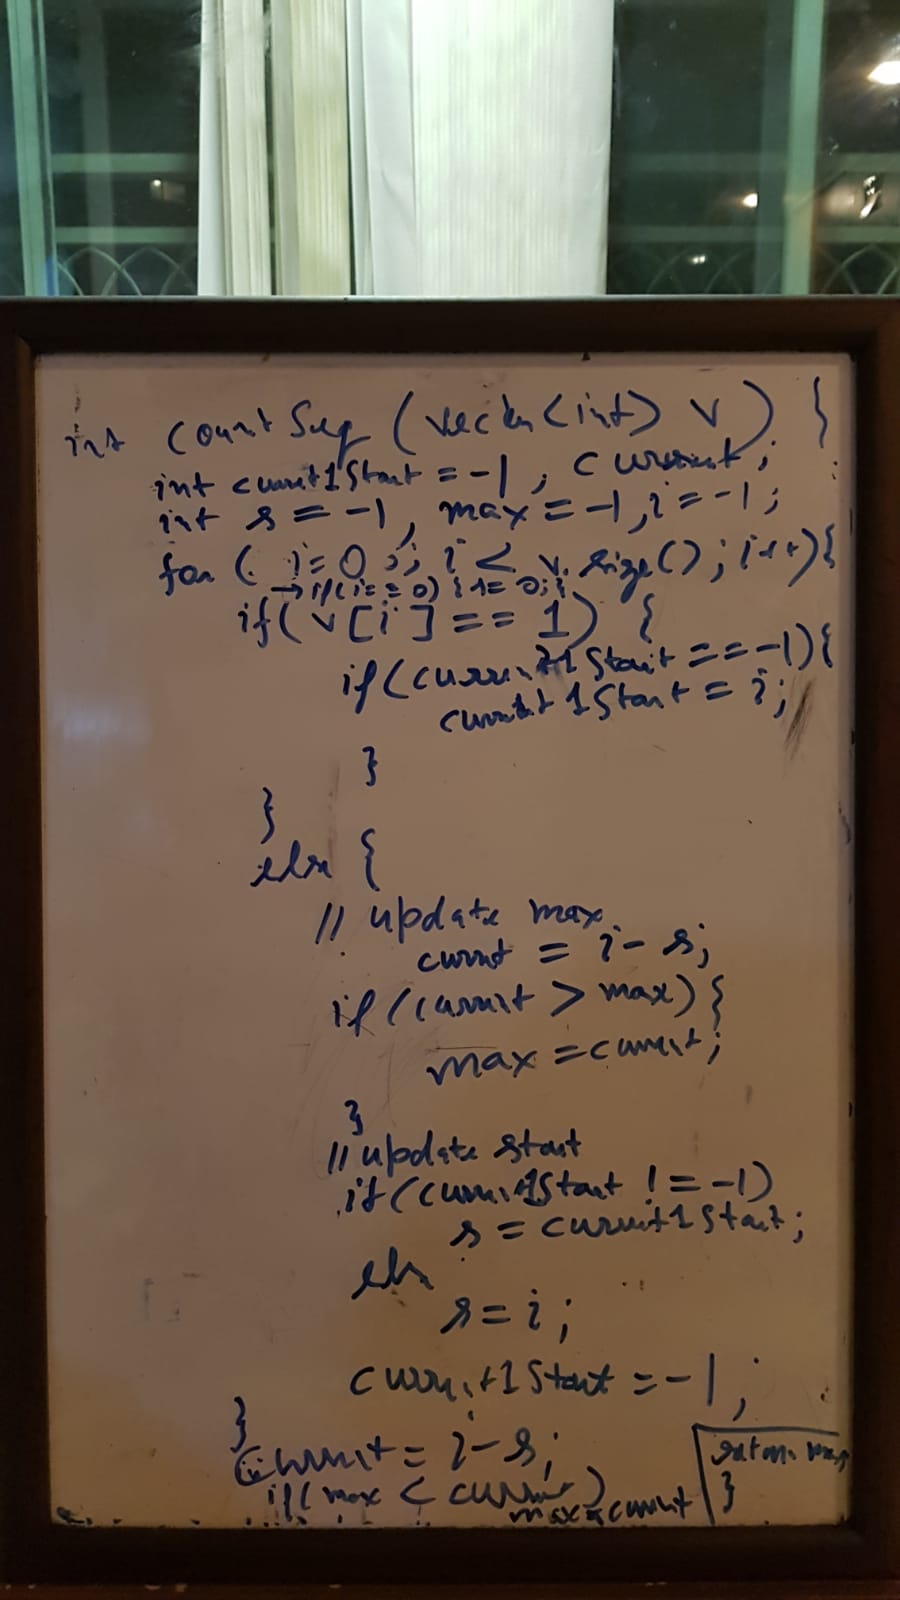 int countSeq (vector<int> v) {
int current1Start = -1, current;
int s = -1, max = -1, i = -1;
for ( i = 0 ; i < v.size(); i++){
→ if(i == 0) { s = 0; }
if( v[i] == 1) {
if(current1Start == -1){
current1Start = i;
}
}
else {
// update max
current = i - s;
if(current > max) {
max = current;
}
// update start
if(current1Start != -1)
s = current1Start;
else
s = i;
current1Start = -1;
}
current = i - s;
if( max < current)
max = current
return max
}